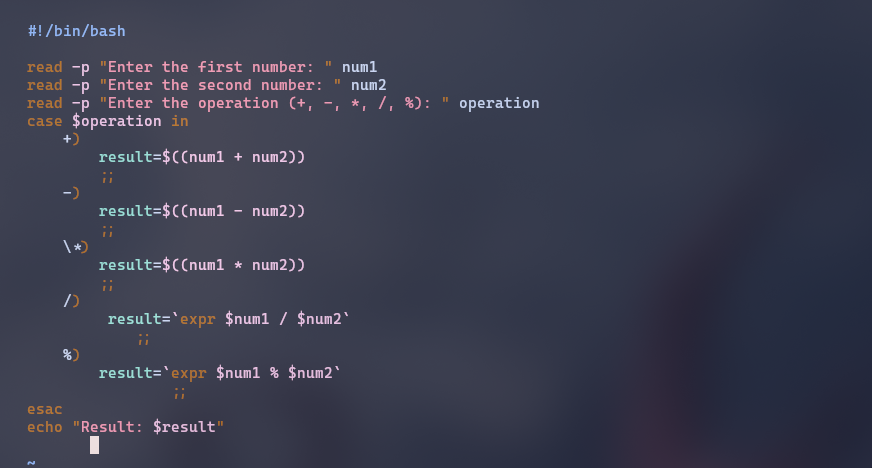 #!/bin/bash
read -p "Enter the first number: " num1
read -p "Enter the second number: " num2
read -p "Enter the operation (+, -, *, /, %): " operation
case $operation in
+)
result=$((num1 + num2))
;;
-)
result=$((num1 - num2))
;;
\*)
result=$((num1 * num2))
;;
/)
result=`expr $num1 / $num2`
;;
%)
result=`expr $num1 % $num2`
;;
esac
echo "Result: $result"
~